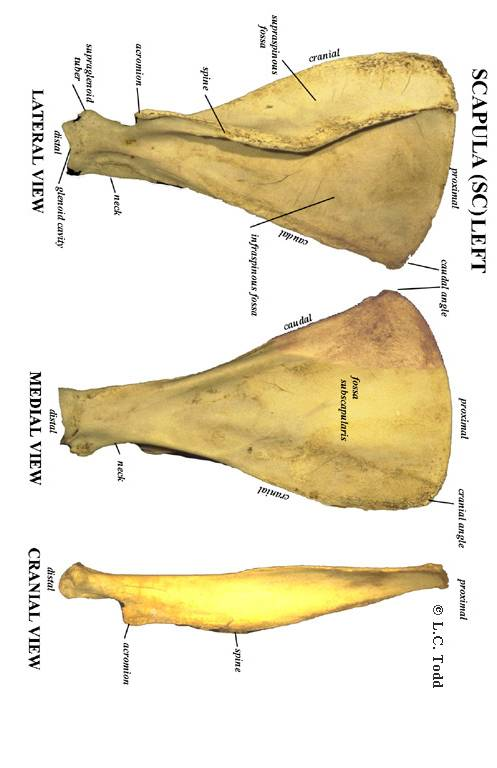 SCAPULA (SC)LEFT
cranial
supraspinous
fossa
spine
acromion
supraglenoid
tuber
distal
glenoid cavity
neck
infraspinous fossa
caudal
proximal
caudal angle
LATERAL VIEW
caudal
fossa
subscapularis
proximal
cranial angle
cranial
neck
distal
MEDIAL VIEW
proximal
distal
acromion
spine
CRANIAL VIEW
© L.C. Todd